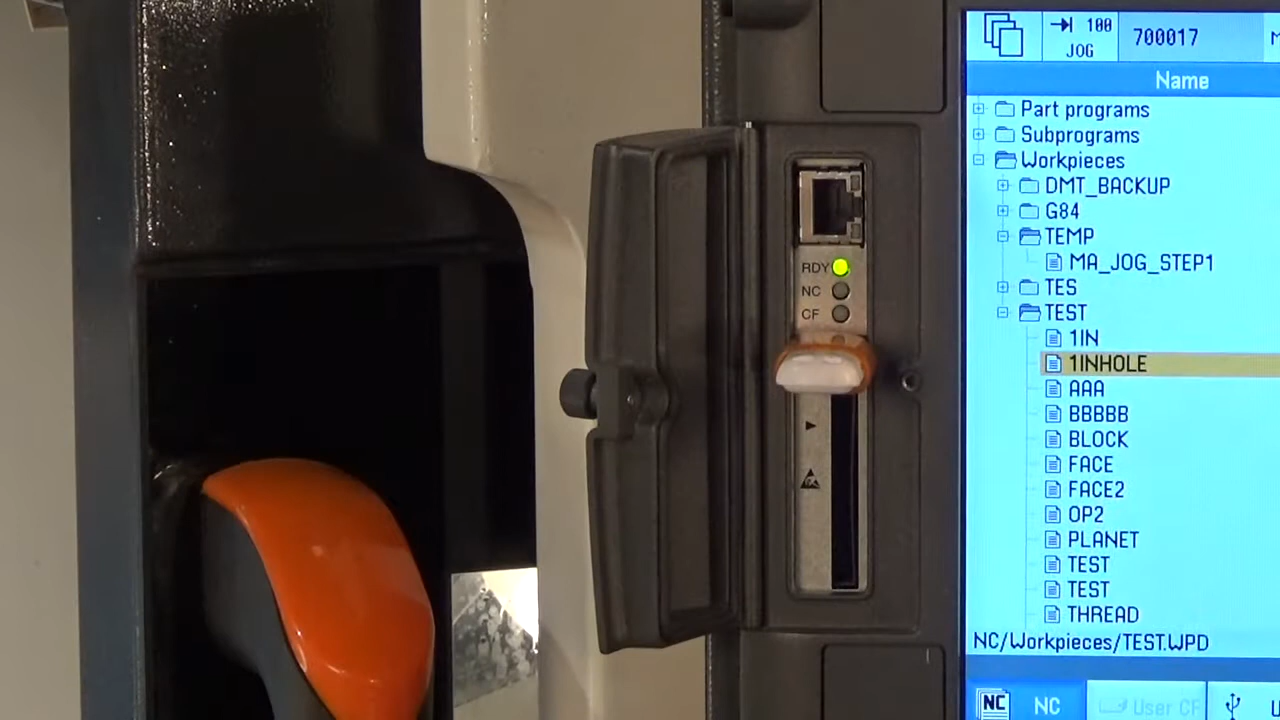 RDY
NC
CF
100
JOG
700017
Name
Part programs
Subprograms
Workpieces
DMT_BACKUP
G84
TEMP
MA_JOG_STEP1
TES
TEST
1IN
1INHOLE
AAA
BBBBB
BLOCK
FACE
FACE2
OP2
PLANET
TEST
TEST
THREAD
NC/Workpieces/TEST.WPD
NC NC User CF